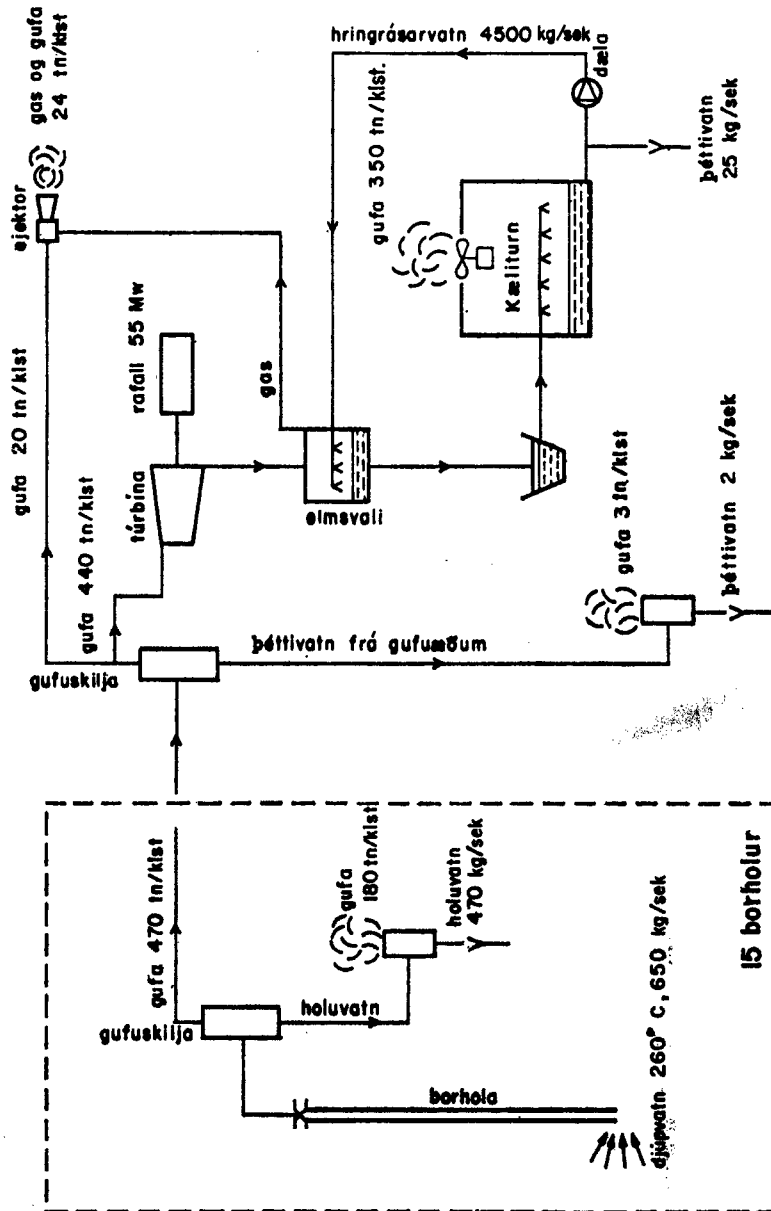 hringrásarvatn 4500 kg/sek
gas og gufa
24 tn/klst
ejektor
gufa 350 tn/klst.
dæla
þéttivatn
25 kg/sek
Kæliturn
gufa 20 tn/klst
rafall 55 Mw
gas
túrbína
gufa 440 tn/klst
eimsvali
gufa 3 tn/klst
þéttivatn 2 kg/sek
gufuskilja
þéttivatn frá gufuæðum
gufa 470 tn/klst
gufa
180 tn/klst
holuvatn
470 kg/sek
gufuskilja
holuvatn
borhola
djúpvatn 260° C, 650 kg/sek
15 borholur